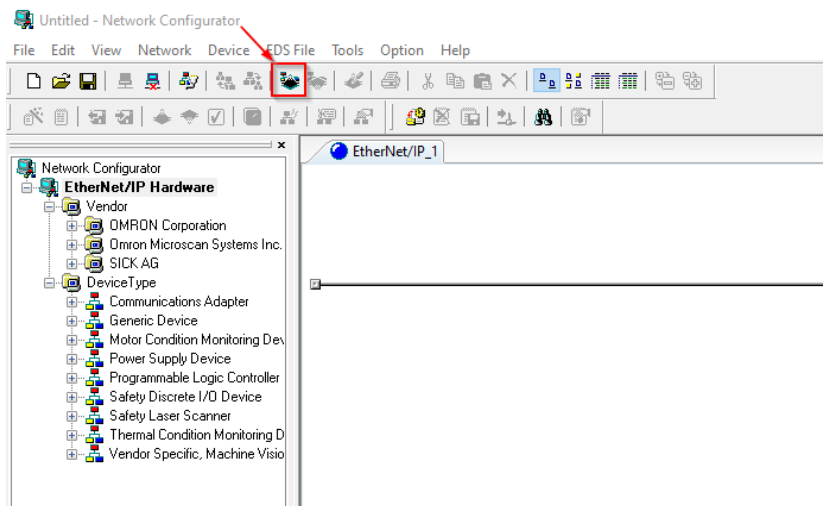 Untitled - Network Configurator
File Edit View Network Device EDS File Tools Option Help
EtherNet/IP_1
Network Configurator
EtherNet/IP Hardware
Vendor
OMRON Corporation
Omron Microscan Systems Inc.
SICK AG
DeviceType
Communications Adapter
Generic Device
Motor Condition Monitoring Dev
Power Supply Device
Programmable Logic Controller
Safety Discrete I/O Device
Safety Laser Scanner
Thermal Condition Monitoring D
Vendor Specific, Machine Visio